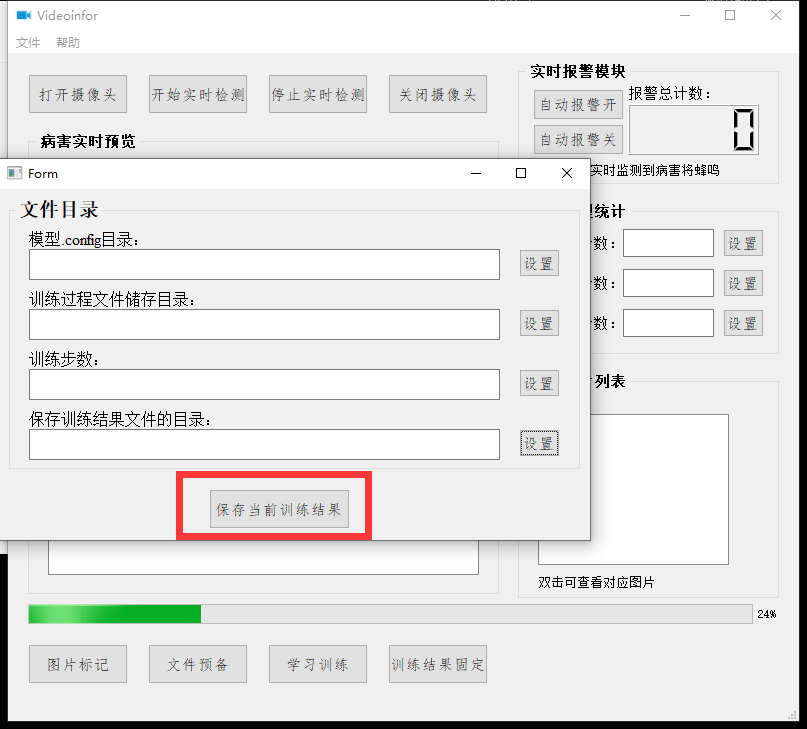 Videoinfor
文件 帮助
打开摄像头 开始实时检测 停止实时检测 关闭摄像头
实时报警模块
自动报警开 报警总计数：
自动报警关 0
实时监测到病害将蜂鸣
病害实时预览
Form
文件目录
模型.config目录：
设置
训练过程文件储存目录：
设置
训练步数：
设置
保存训练结果文件的目录：
设置
保存当前训练结果
型统计
数： 设置
数： 设置
数： 设置
列表
双击可查看对应图片
24%
图片标记 文件预备 学习训练 训练结果固定